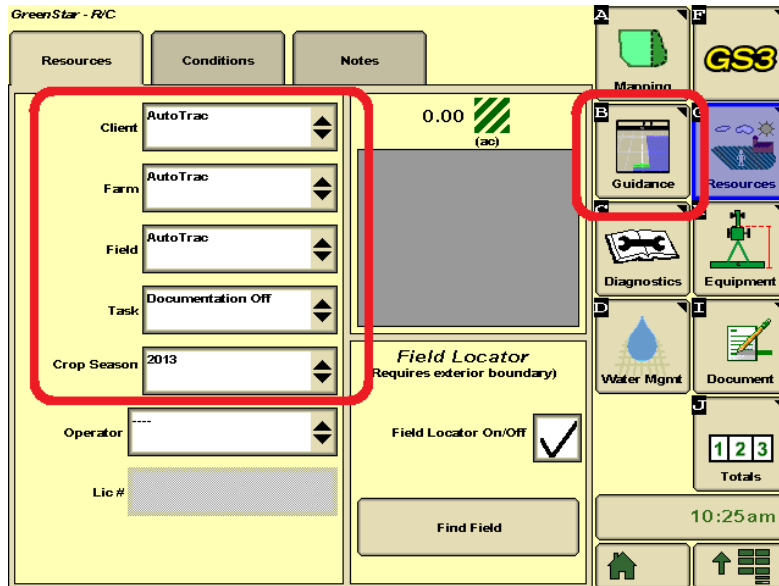 GreenStar - R/C
Resources
Conditions
Notes
Client
AutoTrac
Farm
AutoTrac
Field
AutoTrac
Task
Documentation Off
Crop Season
2013
Operator
----
Lic #
0.00
(ac)
Field Locator
Requires exterior boundary)
Field Locator On/Off
Find Field
A
Mapping
F
GS3
B
Guidance
Resources
Diagnostics
Equipment
D
Water Mgmt
I
Document
J
1 2 3
Totals
10:25am